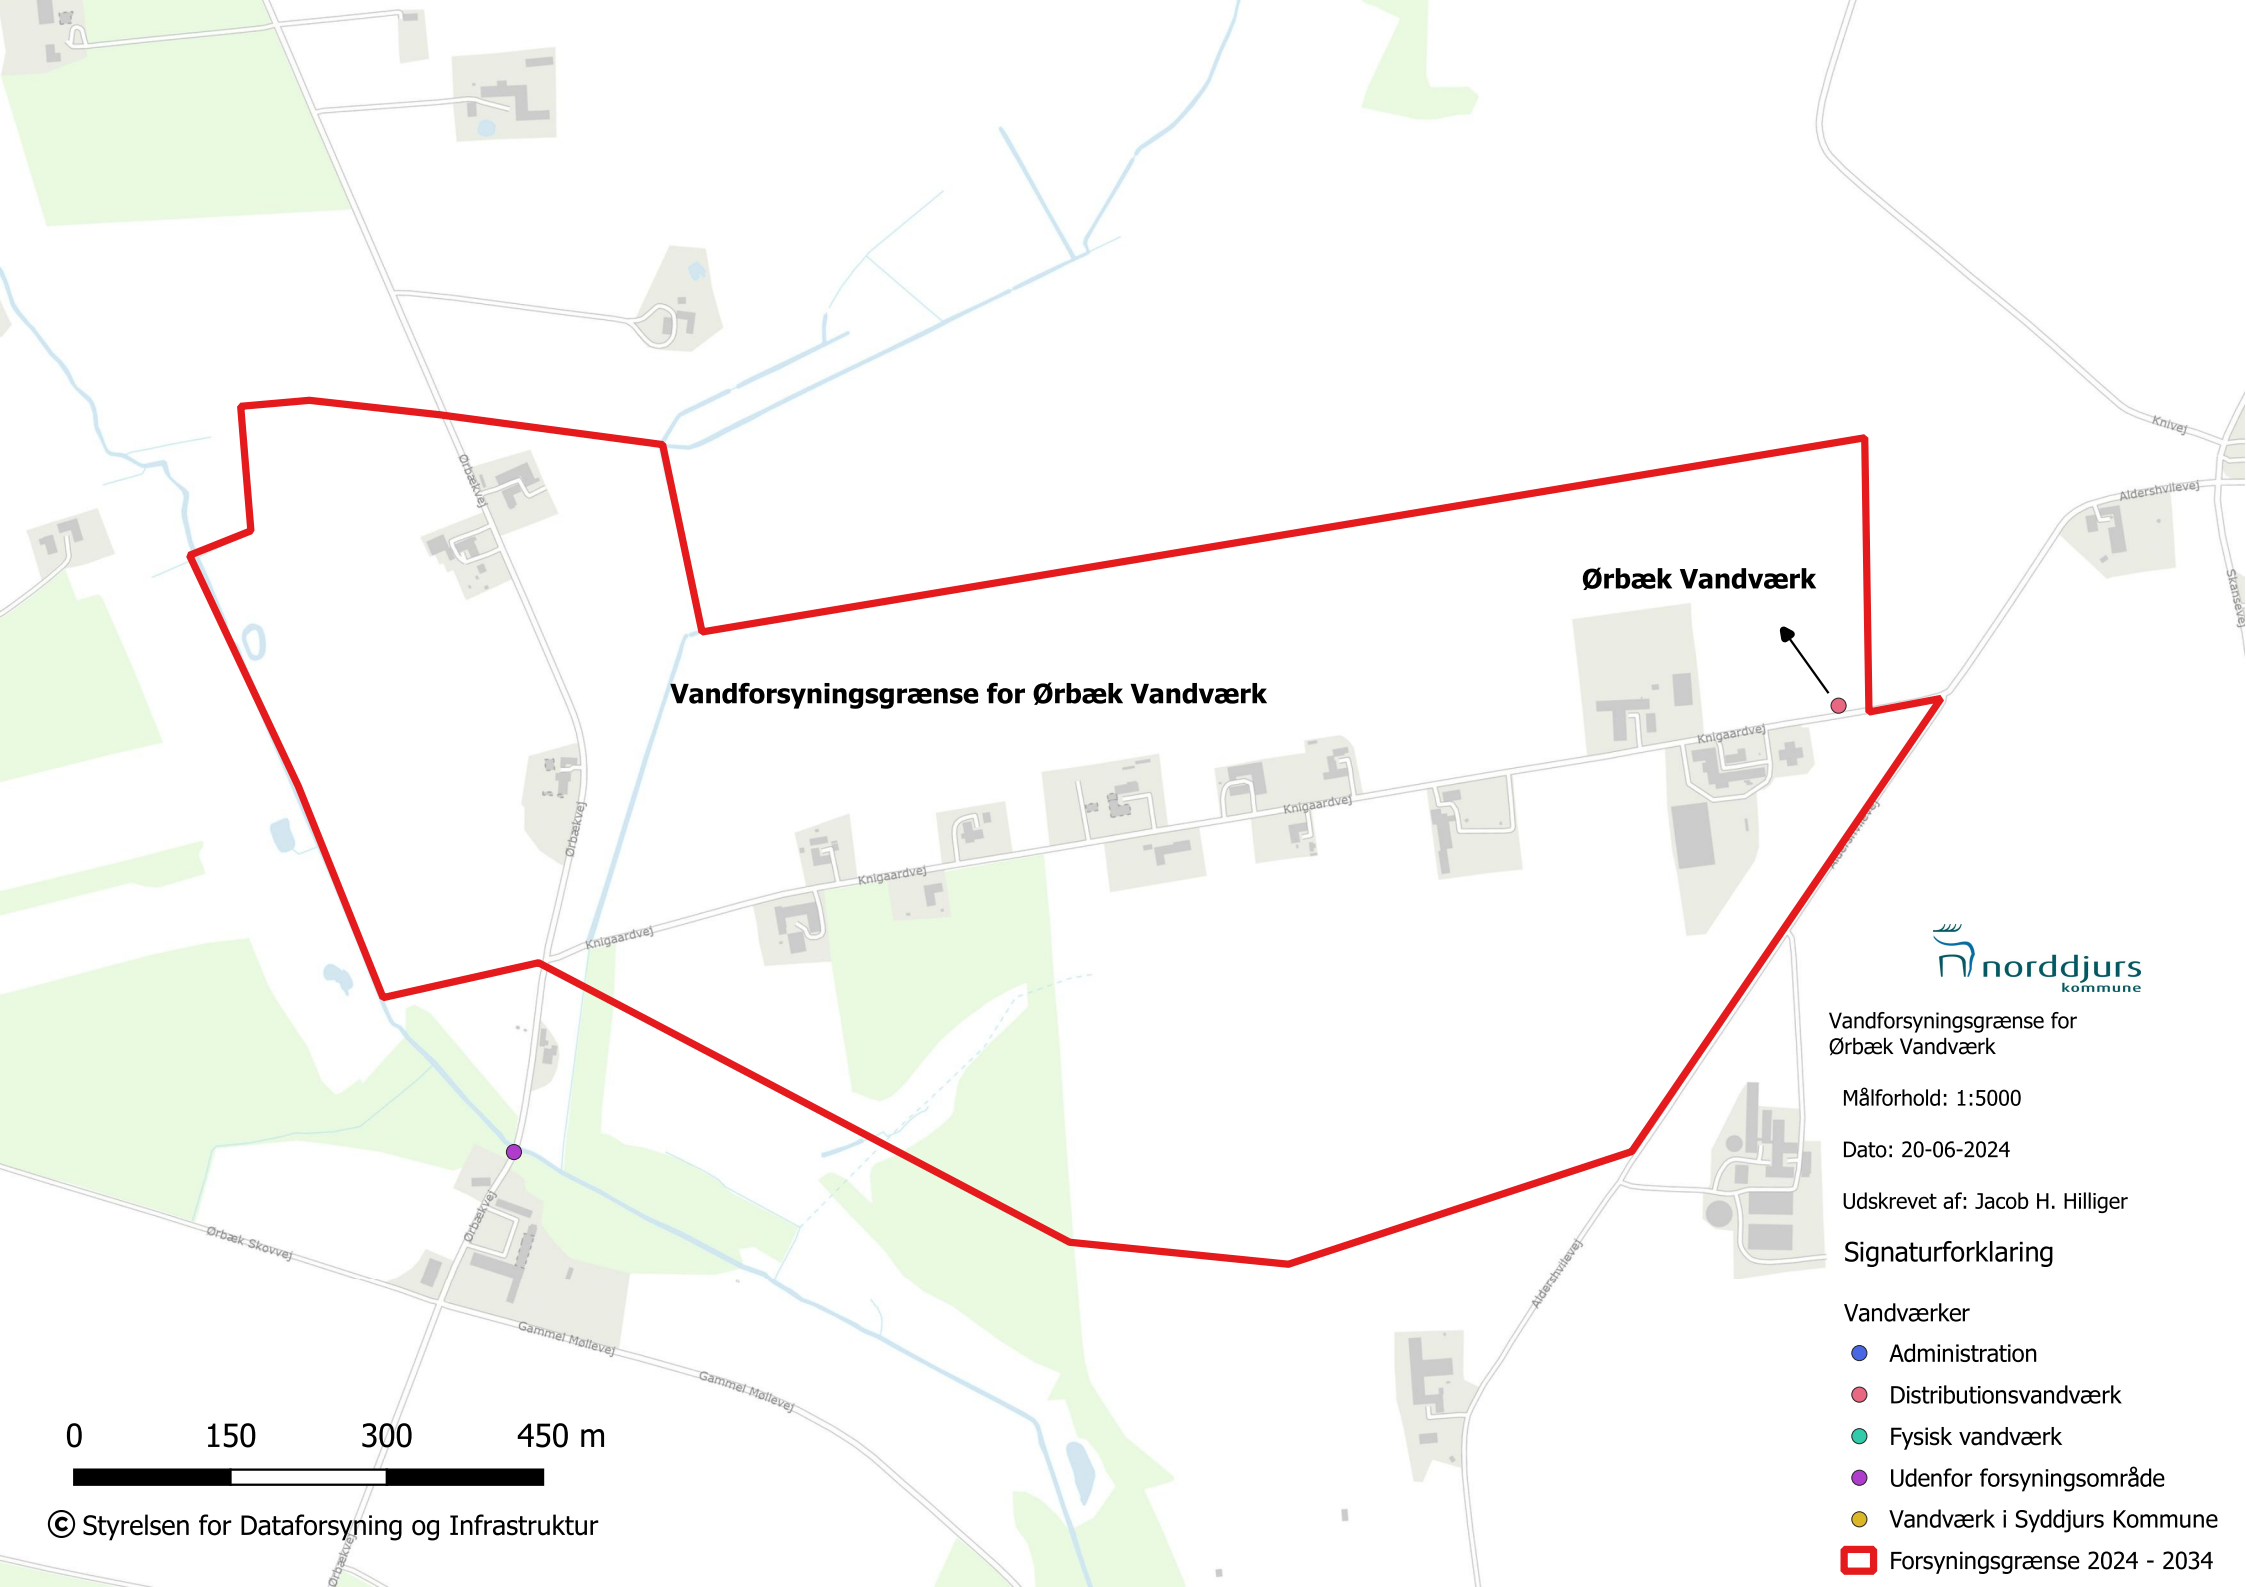 Knivej
Aldershvilevej
Ørbækvej
Skansevej
Ørbæk Vandværk
Vandforsyningsgrænse for Ørbæk Vandværk
Knigaardvej
Knigaardvej
Ørbækvej
Aldershvilevej
Knigaardvej
Knigaardvej
norddjurs
kommune
Vandforsyningsgrænse for
Ørbæk Vandværk
Målforhold: 1:5000
Dato: 20-06-2024
Udskrevet af: Jacob H. Hilliger
Ørbækvej
Ørbæk Skovvej
Aldershvilevej
Gammel Møllevej
Gammel Møllevej
Signaturforklaring
Vandværker
Administration
Distributionsvandværk
Fysisk vandværk
Udenfor forsyningsområde
Vandværk i Syddjurs Kommune
Forsyningsgrænse 2024 - 2034
0 150 300 450 m
© Styrelsen for Dataforsyning og Infrastruktur
Ørbækvej